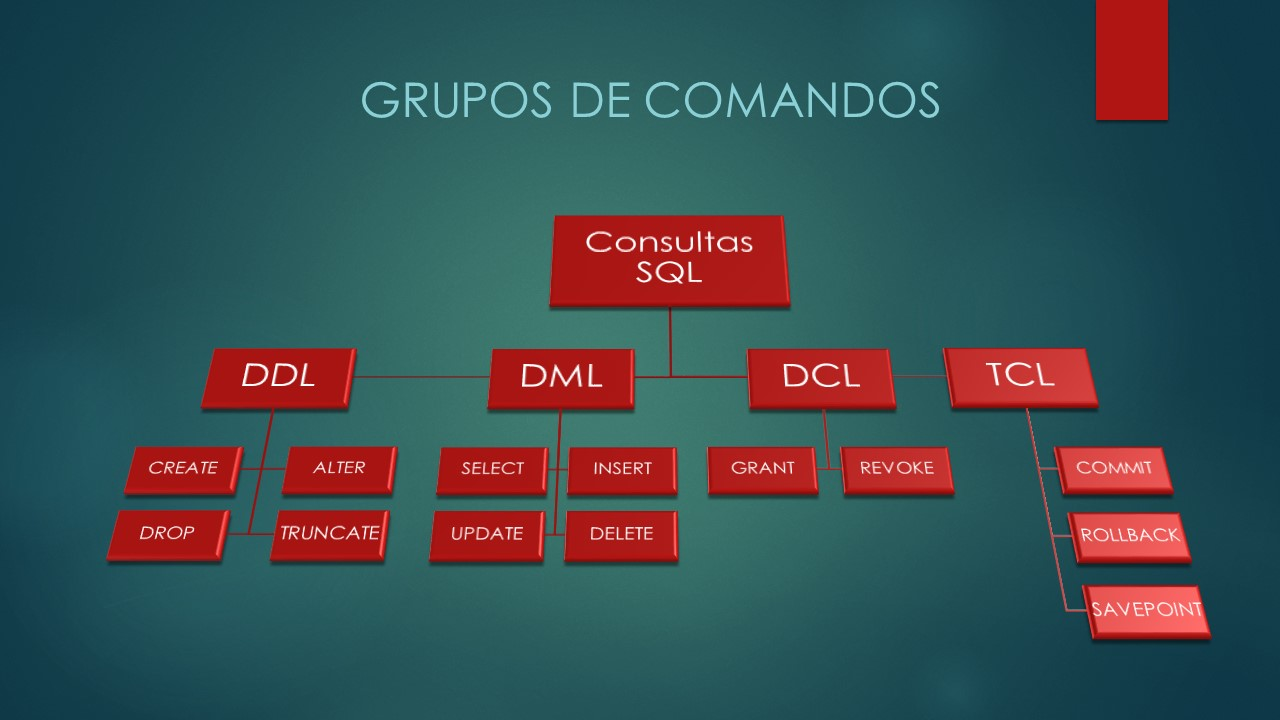 GRUPOS DE COMANDOS
Consultas
SQL
DDL
DML
DCL
TCL
CREATE
ALTER
DROP
TRUNCATE
SELECT
INSERT
UPDATE
DELETE
GRANT
REVOKE
COMMIT
ROLLBACK
SAVEPOINT